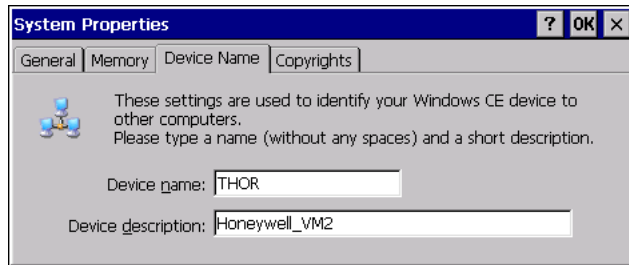 System Properties ? OK ×
General Memory Device Name Copyrights
These settings are used to identify your Windows CE device to
other computers.
Please type a name (without any spaces) and a short description.
Device name: THOR
Device description: Honeywell_VM2